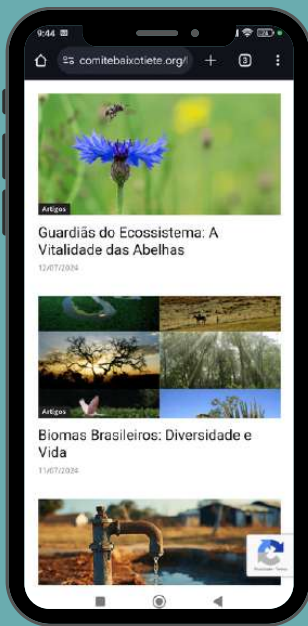 9:44
comitebaixotiete.org/
3
Artigos
Guardiãs do Ecossistema: A
Vitalidade das Abelhas
12/07/2024
Artigos
Biomas Brasileiros: Diversidade e
Vida
11/07/2024